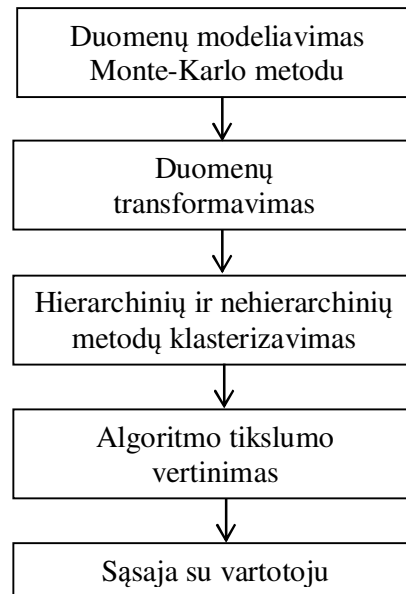 Duomenų modeliavimas
Monte-Karlo metodu
Duomenų
transformavimas
Hierarchinių ir nehierarchinių
metodų klasterizavimas
Algoritmo tikslumo
vertinimas
Sąsaja su vartotoju